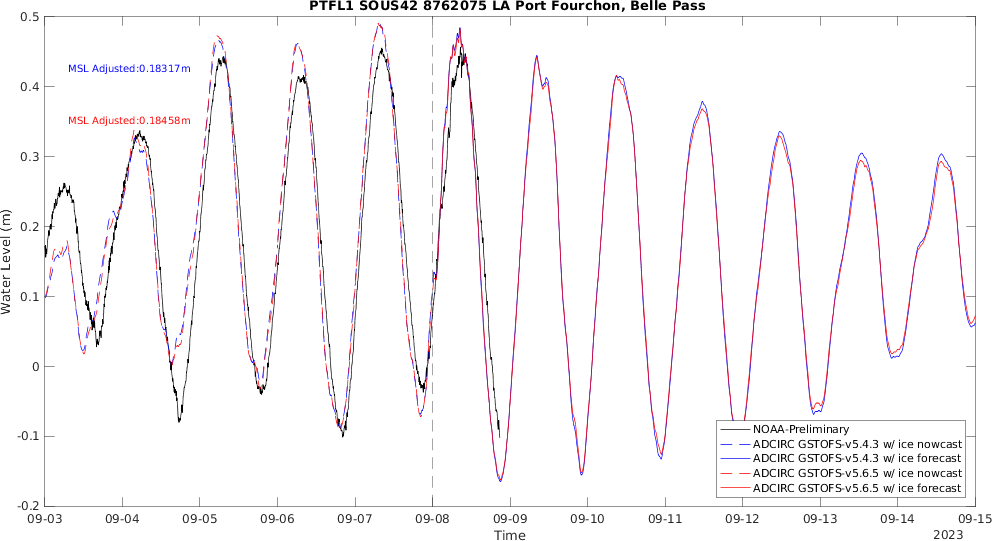 PTFL1 SOUS42 8762075 LA Port Fourchon, Belle Pass
0.5
0.4
0.3
0.2
0.1
0
-0.1
-0.2
Water Level (m)
MSL Adjusted:0.18317m
MSL Adjusted:0.18458m
NOAA-Preliminary
ADCIRC GSTOFS-v5.4.3 w/ ice nowcast
ADCIRC GSTOFS-v5.4.3 w/ ice forecast
ADCIRC GSTOFS-v5.6.5 w/ ice nowcast
ADCIRC GSTOFS-v5.6.5 w/ ice forecast
09-03 09-04 09-05 09-06 09-07 09-08 09-09 09-10 09-11 09-12 09-13 09-14 09-15
Time
2023